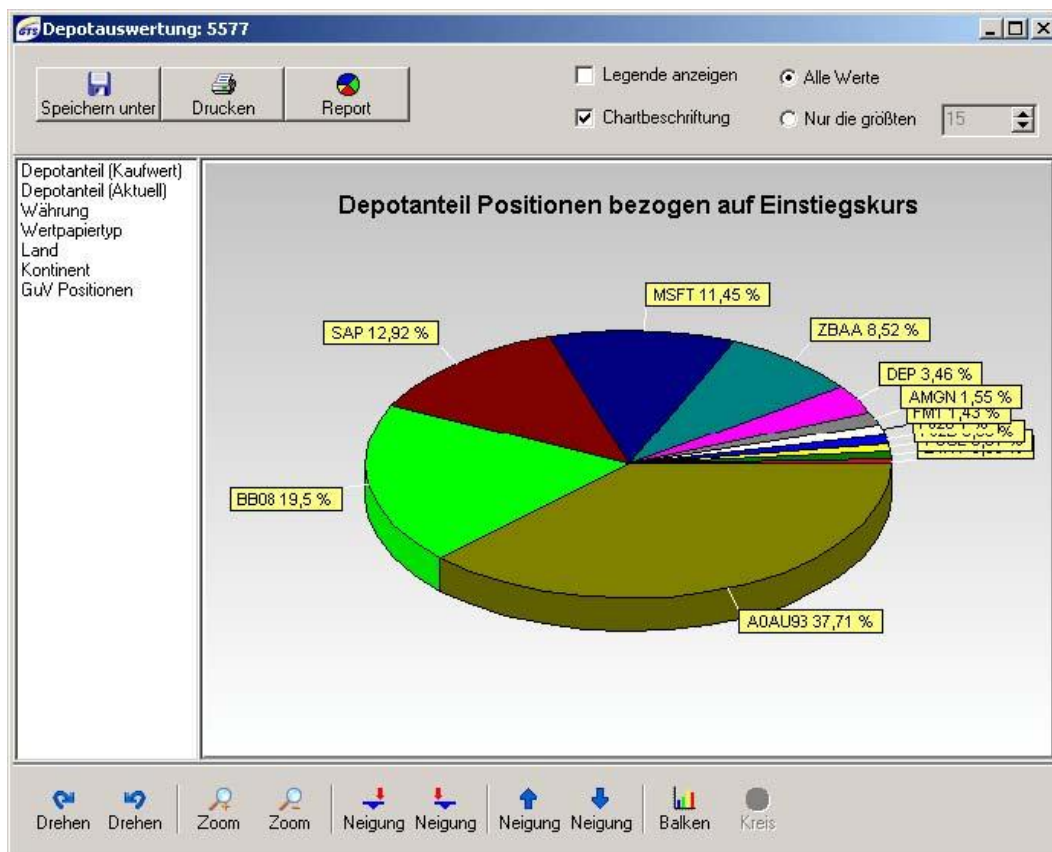 GTS Depotauswertung: 5577
Speichern unter
Drucken
Report
Legende anzeigen
Alle Werte
Chartbeschriftung
Nur die größten
15
Depotanteil (Kaufwert)
Depotanteil (Aktuell)
Währung
Wertpapiertyp
Land
Kontinent
GuV Positionen
Depotanteil Positionen bezogen auf Einstiegskurs
MSFT 11,45 %
SAP 12,92 %
ZBAA 8,52 %
DEP 3,46 %
AMGN 1,55 %
FMT 1,43 %
BB08 19,5 %
A0AU93 37,71 %
Drehen
Drehen
Zoom
Zoom
Neigung
Neigung
Neigung
Neigung
Balken
Kreis